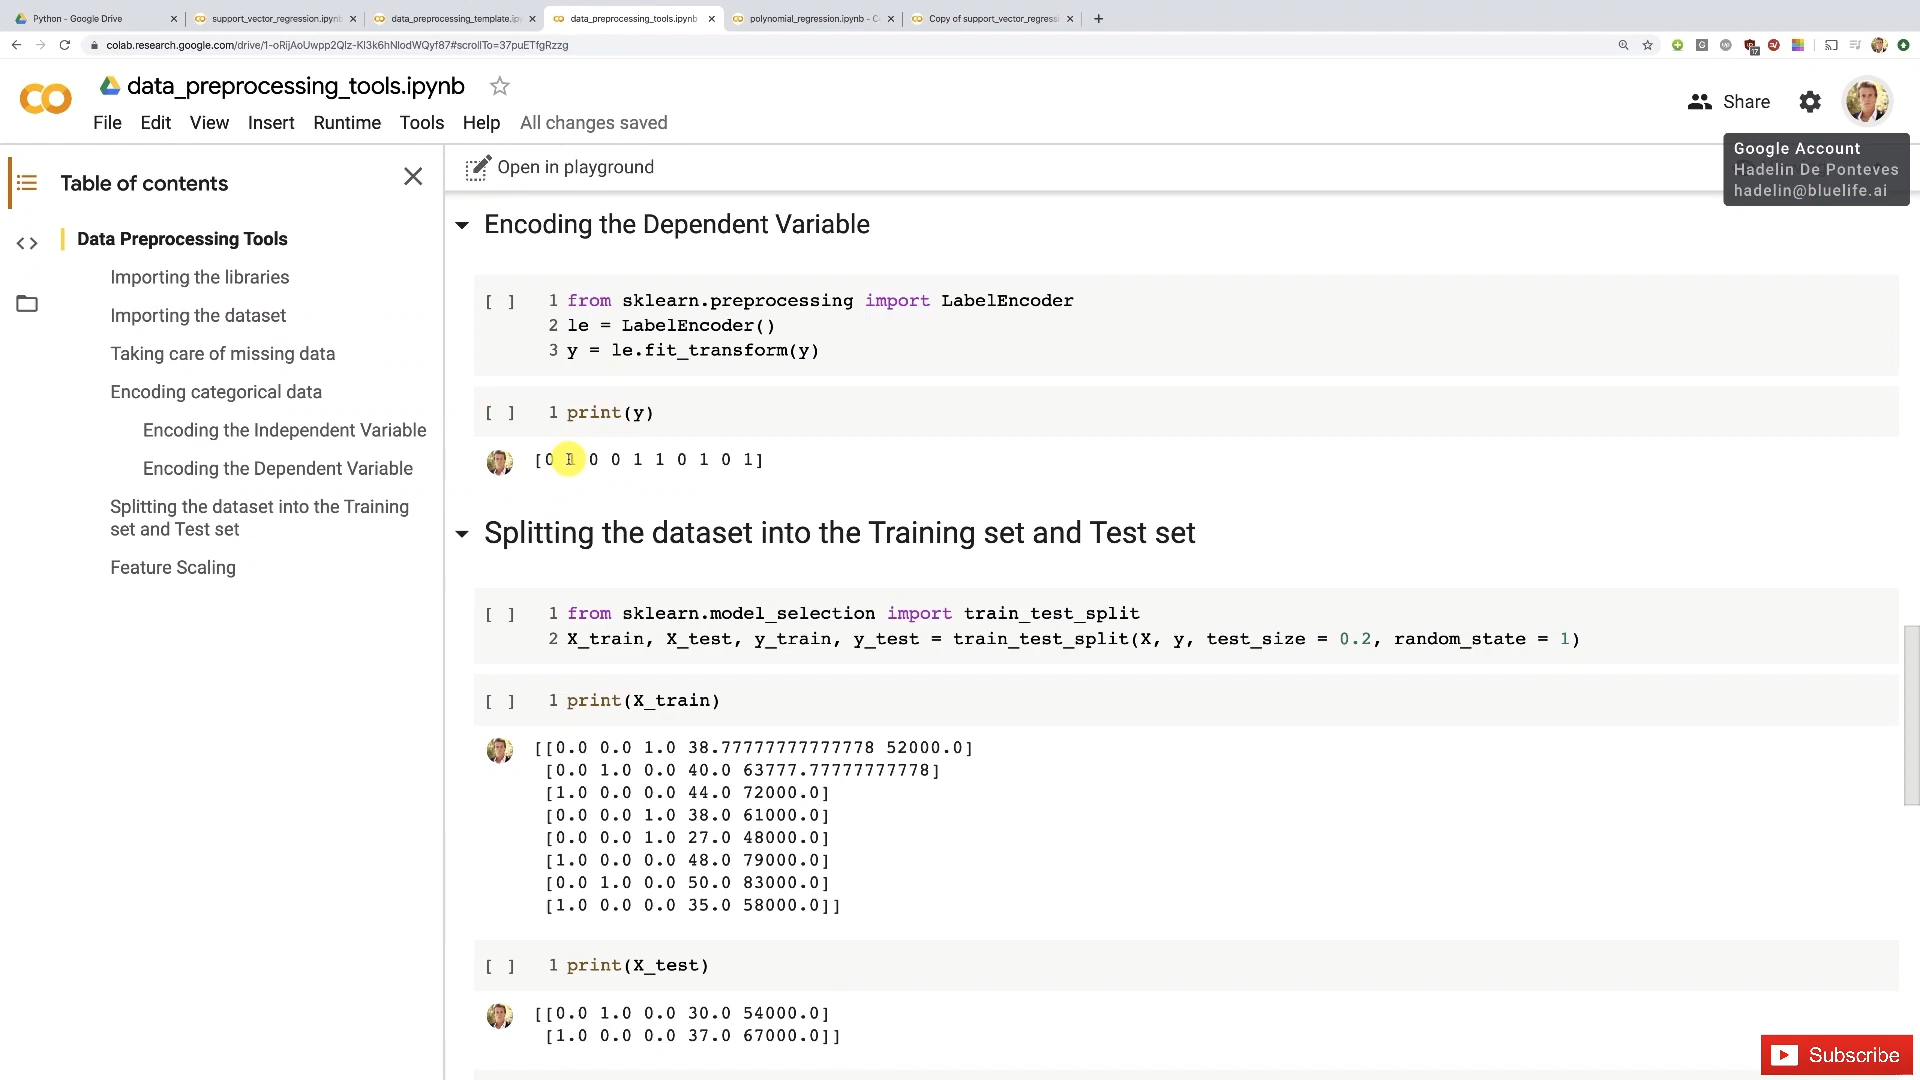 Python - Google Drive
support_vector_regression.ipynb
data_preprocessing_template.ip
data_preprocessing_tools.ipynb
polynomial_regression.ipynb - C
Copy of support_vector_regress
colab.research.google.com/drive/1-oRijAoUwpp2Qlz-Kl3k6hNlodWQyf87#scrollTo=37puETfgRzzg
data_preprocessing_tools.ipynb
File Edit View Insert Runtime Tools Help All changes saved
Share
Google Account
Hadelin De Ponteves
hadelin@bluelife.ai
Table of contents
Data Preprocessing Tools
Importing the libraries
Importing the dataset
Taking care of missing data
Encoding categorical data
Encoding the Independent Variable
Encoding the Dependent Variable
Splitting the dataset into the Training
set and Test set
Feature Scaling
Open in playground
Encoding the Dependent Variable
[ ] 1 from sklearn.preprocessing import LabelEncoder
2 le = LabelEncoder()
3 y = le.fit_transform(y)
[ ] 1 print(y)
[0 1 0 0 1 1 0 1 0 1]
Splitting the dataset into the Training set and Test set
[ ] 1 from sklearn.model_selection import train_test_split
2 X_train, X_test, y_train, y_test = train_test_split(X, y, test_size = 0.2, random_state = 1)
[ ] 1 print(X_train)
[[0.0 0.0 1.0 38.77777777777778 52000.0]
[0.0 1.0 0.0 40.0 63777.77777777778]
[1.0 0.0 0.0 44.0 72000.0]
[0.0 0.0 1.0 38.0 61000.0]
[0.0 0.0 1.0 27.0 48000.0]
[1.0 0.0 0.0 48.0 79000.0]
[0.0 1.0 0.0 50.0 83000.0]
[1.0 0.0 0.0 35.0 58000.0]]
[ ] 1 print(X_test)
[[0.0 1.0 0.0 30.0 54000.0]
[1.0 0.0 0.0 37.0 67000.0]]
Subscribe